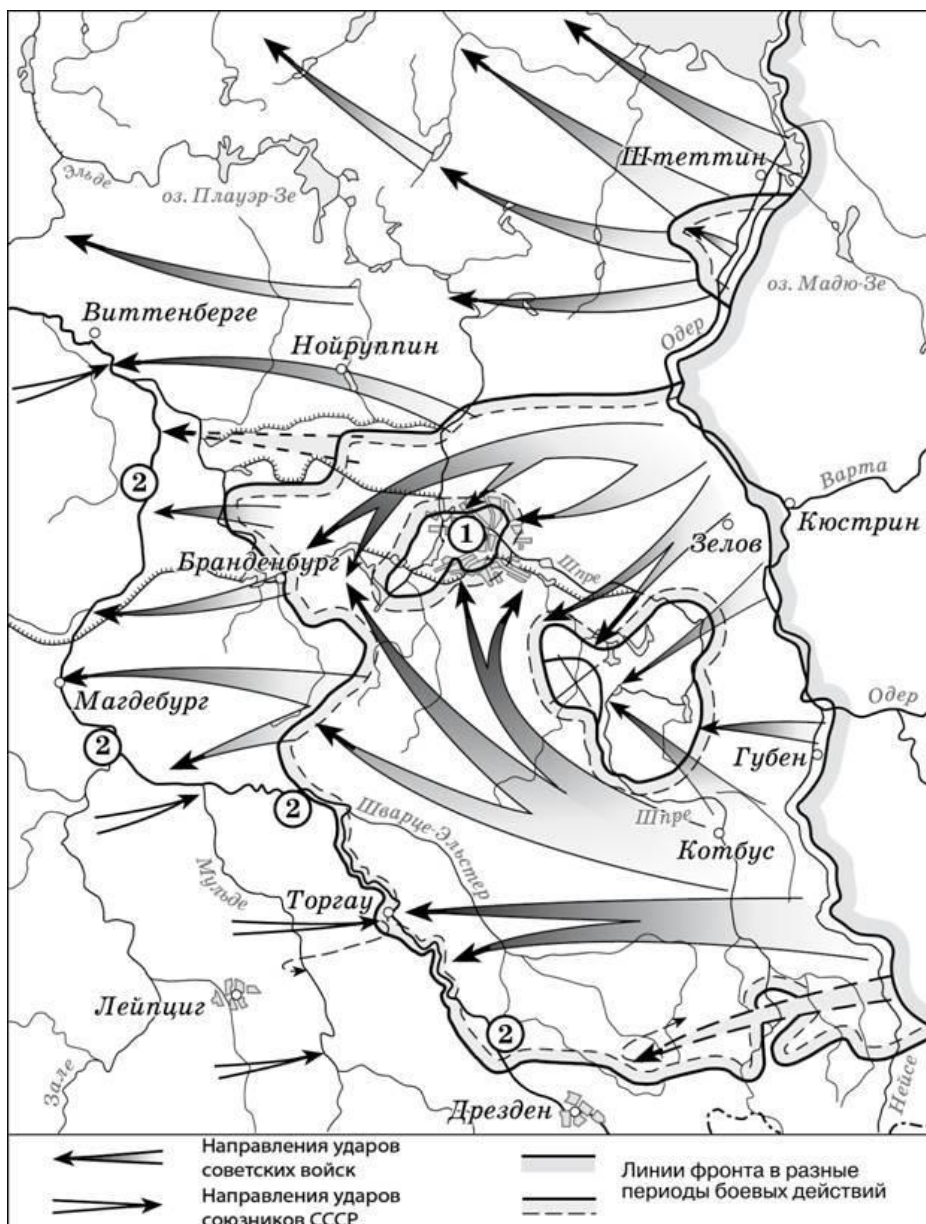 Штеттин
Эльде
оз. Плауэр-Зе
оз. Мадю-Зе
Виттенберге
Одер
Нойруппин
2
Варта
1
Кюстрин
Зелов
Бранденбург
Шпре
Магдебург
Одер
2
Губен
2
Шпре
Шварце-Эльстер
Котбус
Мульде
Торгау
Лейпциг
2
Зале
Дрезден
Нейсе
Направления ударов
советских войск
Направления ударов
союзников СССР
Линии фронта в разные
периоды боевых действий